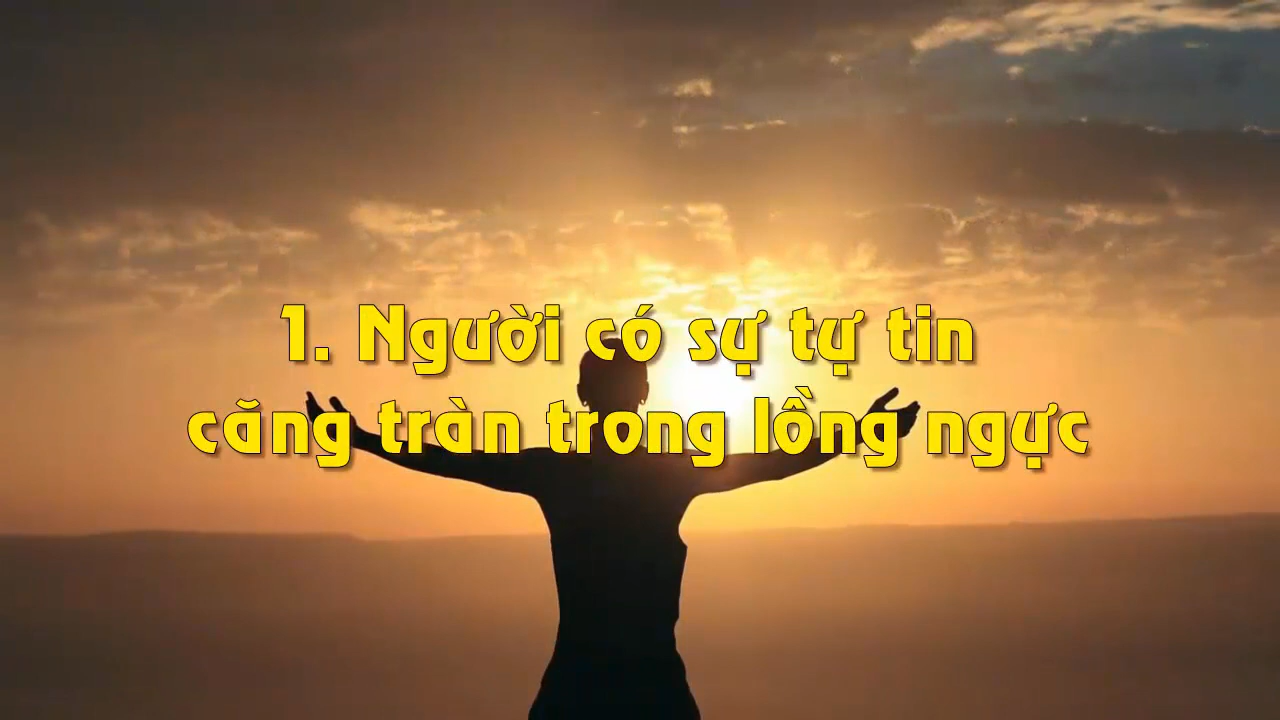 1. Người có sự tự tin
căng tràn trong lồng ngực